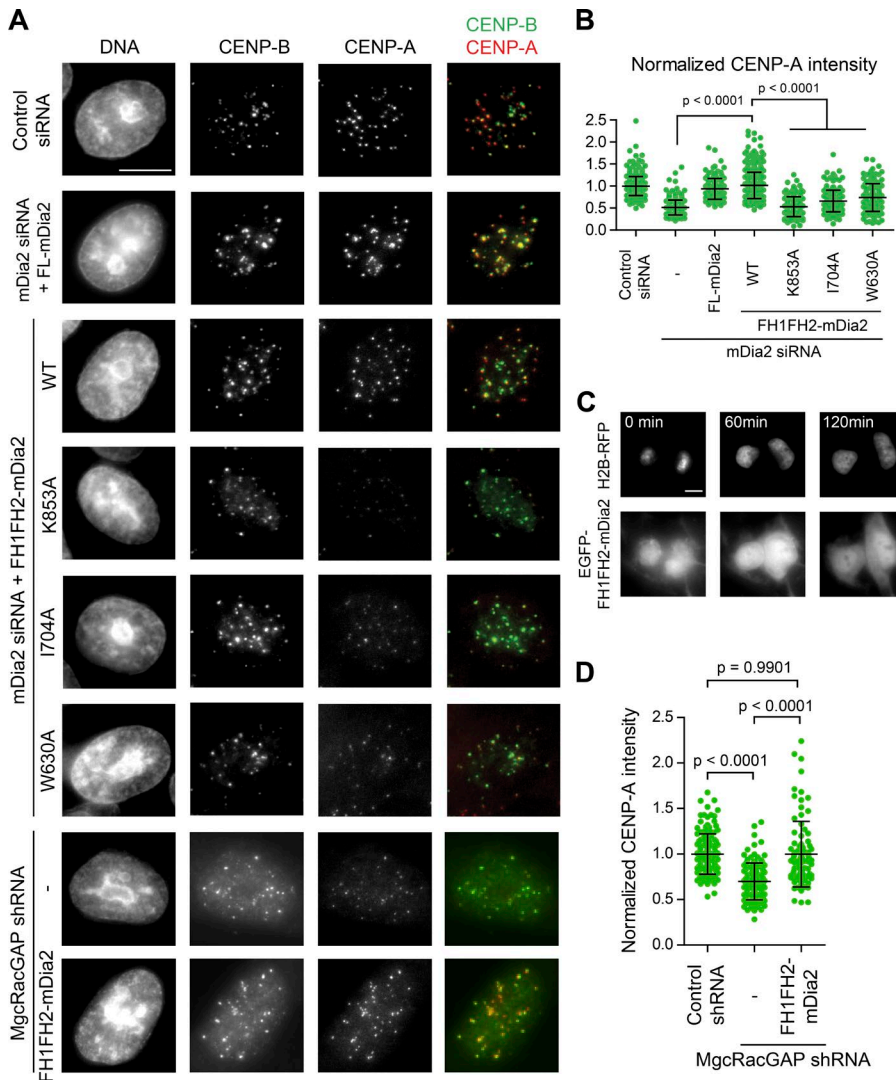 A
DNA
CENP-B
CENP-A
CENP-B
CENP-A
Control
siRNA
mDia2 siRNA
+ FL-mDia2
mDia2 siRNA + FH1FH2-mDia2
WT
K853A
I704A
W630A
MgcRacGAP shRNA
-
FH1FH2-mDia2
B
Normalized CENP-A intensity
p < 0.0001
p < 0.0001
2.5
2.0
1.5
1.0
0.5
0.0
Control
siRNA
-
FL-mDia2
WT
K853A
I704A
W630A
FH1FH2-mDia2
mDia2 siRNA
C
0 min
60min
120min
H2B-RFP
EGFP-
FH1FH2-mDia2
D
p = 0.9901
p < 0.0001
p < 0.0001
Normalized CENP-A intensity
2.5
2.0
1.5
1.0
0.5
0.0
Control
shRNA
-
FH1FH2-
mDia2
MgcRacGAP shRNA